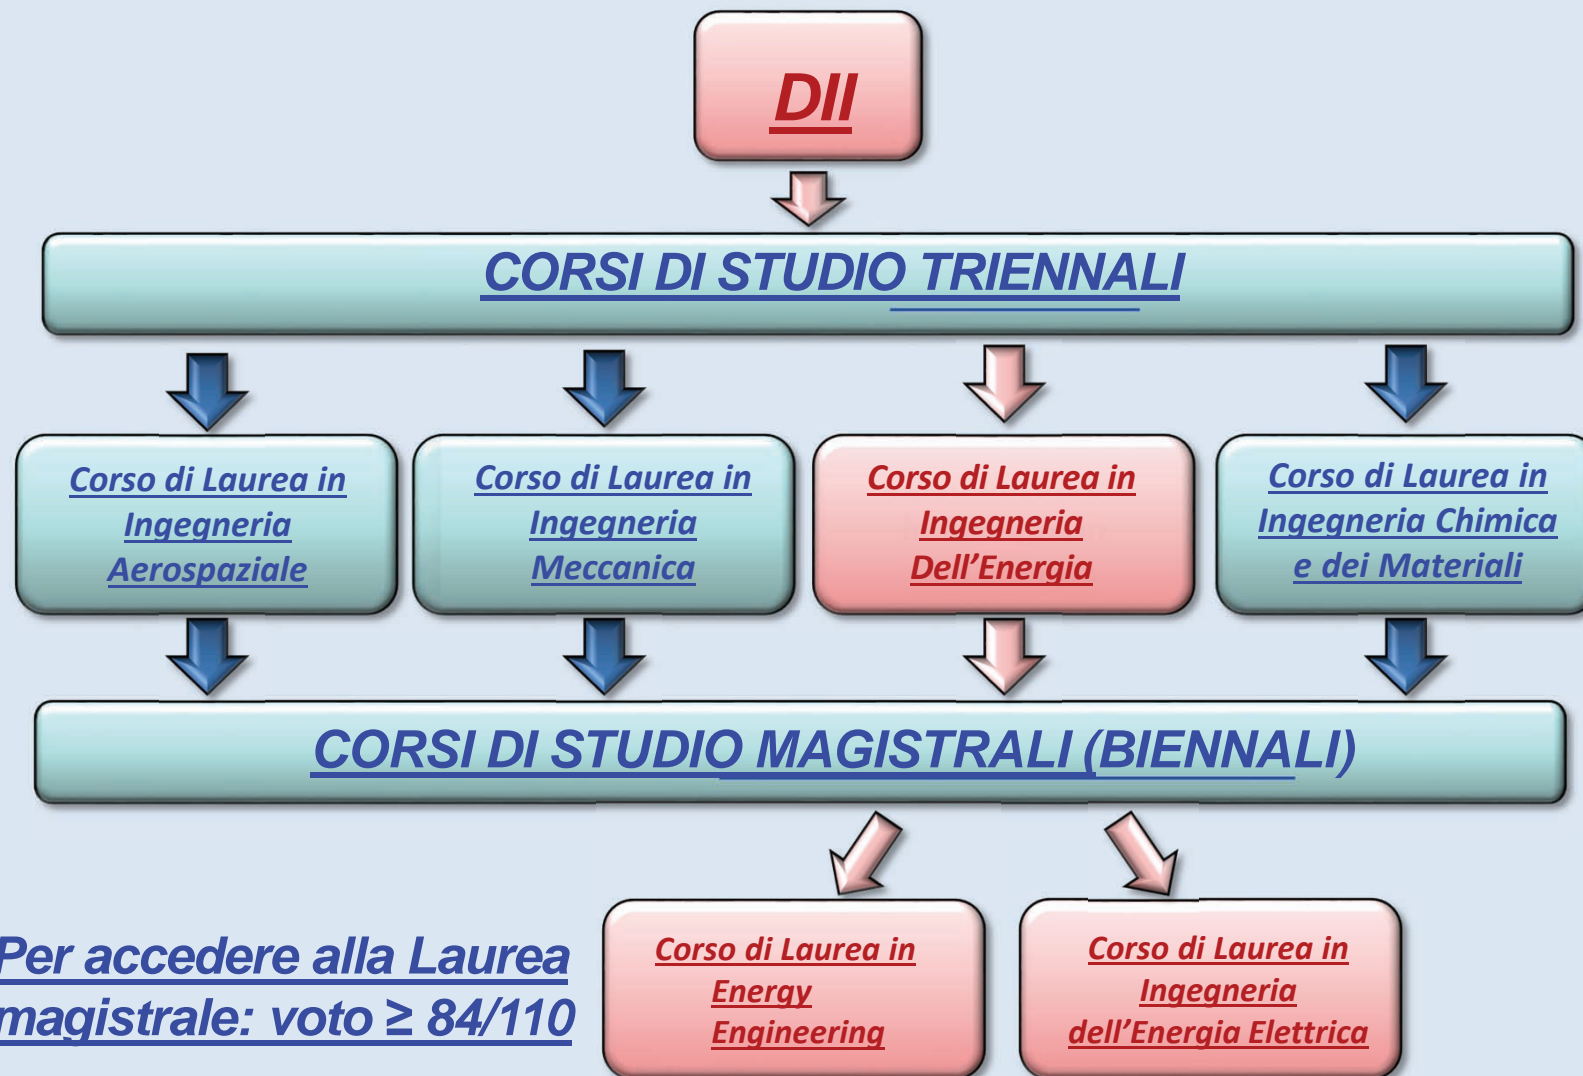 DII
CORSI DI STUDIO TRIENNALI
Corso di Laurea in
Ingegneria
Aerospaziale
Corso di Laurea in
Ingegneria
Meccanica
Corso di Laurea in
Ingegneria
Dell’Energia
Corso di Laurea in
Ingegneria Chimica
e dei Materiali
CORSI DI STUDIO MAGISTRALI (BIENNALI)
Per accedere alla Laurea
magistrale: voto ≥ 84/110
Corso di Laurea in
Energy
Engineering
Corso di Laurea in
Ingegneria
dell’Energia Elettrica